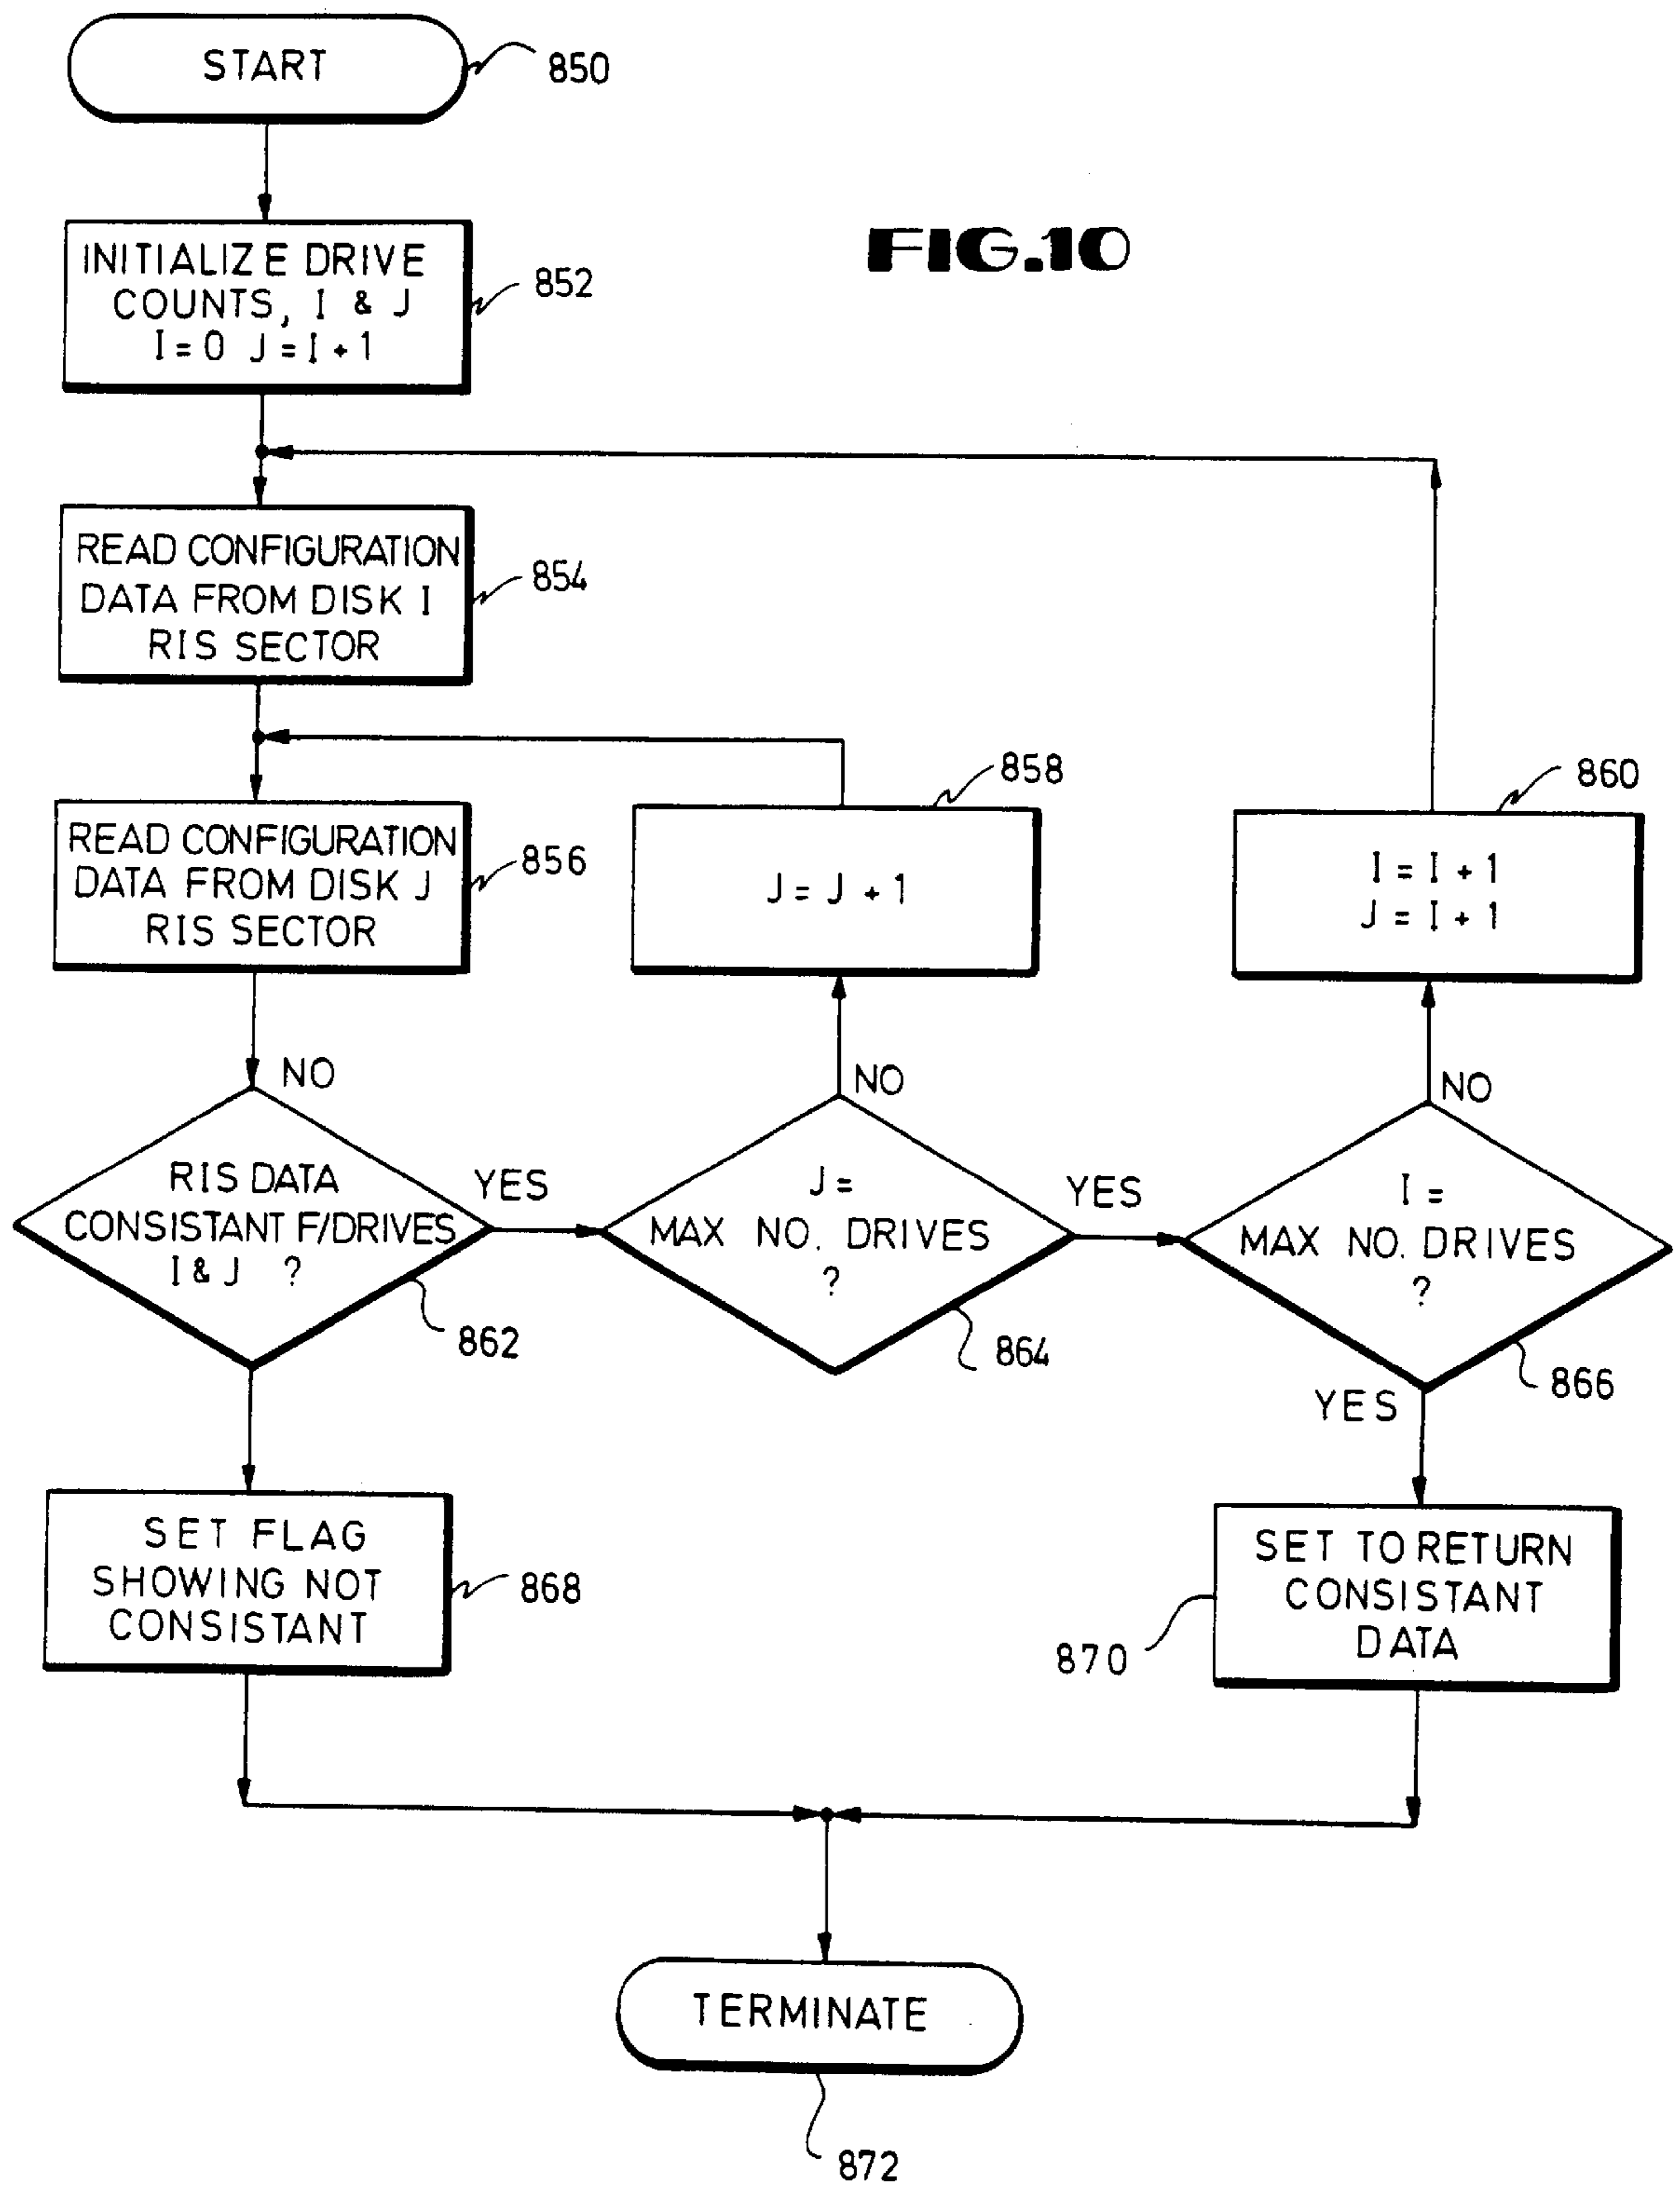 START
850
FIG.10
INITIALIZE DRIVE
COUNTS, I & J
I = 0 J = I + 1
852
READ CONFIGURATION
DATA FROM DISK I
RIS SECTOR
854
READ CONFIGURATION
DATA FROM DISK J
RIS SECTOR
856
J = J + 1
858
I = I + 1
J = I + 1
860
NO
RIS DATA
CONSISTANT F/DRIVES
I & J ?
862
YES
NO
J =
MAX NO. DRIVES
?
864
YES
NO
I =
MAX NO. DRIVES
?
866
YES
SET FLAG
SHOWING NOT
CONSISTANT
868
SET TO RETURN
CONSISTANT
DATA
870
TERMINATE
872